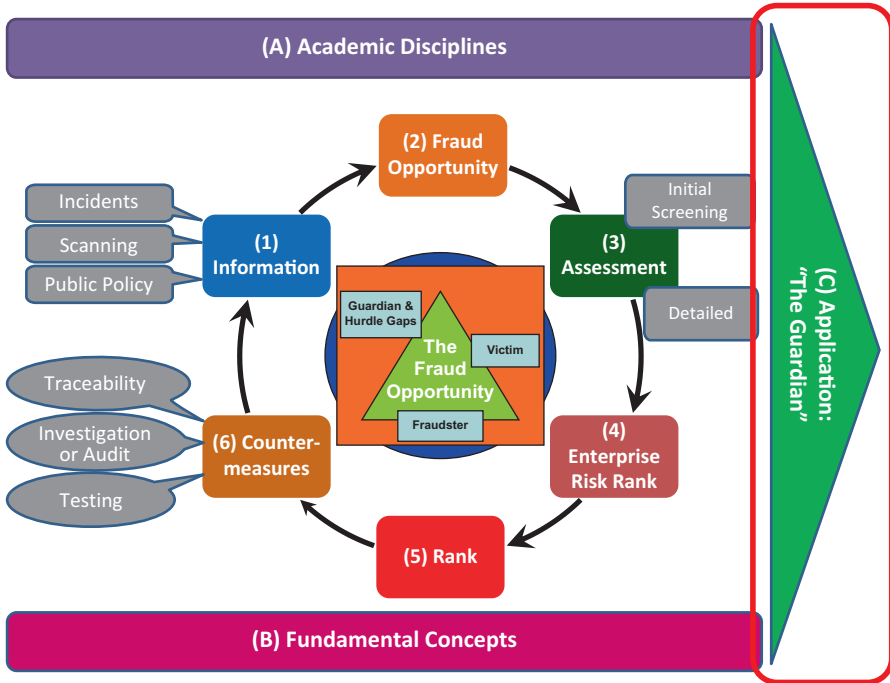 (A) Academic Disciplines
(2) Fraud
Opportunity
Initial
Screening
Incidents
Scanning
Public Policy
(1)
Information
(3)
Assessment
Detailed
Guardian &
Hurdle Gaps
Victim
The
Fraud
Opportunity
Fraudster
Traceability
Investigation
or Audit
Testing
(6) Counter-
measures
(4)
Enterprise
Risk Rank
(5) Rank
(B) Fundamental Concepts
(C) Application:
“The Guardian”